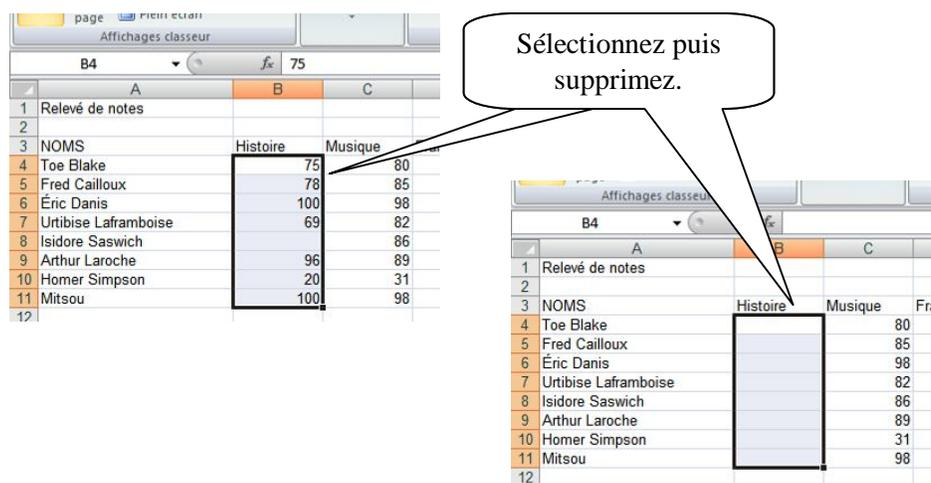 page Plein écran
Affichages classeur
B4 fx 75
A B C
1 Relevé de notes
2
3 NOMS Histoire Musique
4 Toe Blake 75 80
5 Fred Cailloux 78 85
6 Éric Danis 100 98
7 Urtibise Laframboise 69 82
8 Isidore Saswich 86
9 Arthur Laroche 96 89
10 Homer Simpson 20 31
11 Mitsou 100 98
12
Sélectionnez puis
supprimez.
Affichages classeur
B4 fx
A B C
1 Relevé de notes
2
3 NOMS Histoire Musique Fra
4 Toe Blake 80
5 Fred Cailloux 85
6 Éric Danis 98
7 Urtibise Laframboise 82
8 Isidore Saswich 86
9 Arthur Laroche 89
10 Homer Simpson 31
11 Mitsou 98
12